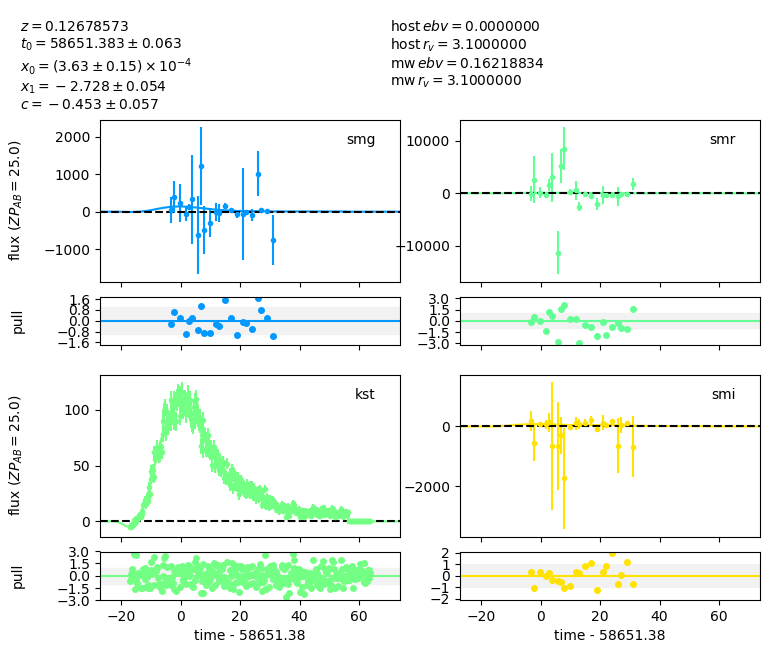 z = 0.12678573
t₀ = 58651.383 ± 0.063
x₀ = (3.63 ± 0.15) × 10⁻⁴
x₁ = −2.728 ± 0.054
c = −0.453 ± 0.057
host ebv = 0.0000000
host r_v = 3.1000000
mw ebv = 0.16218834
mw r_v = 3.1000000
flux (ZP_AB = 25.0)
2000
1000
0
−1000
smg
10000
0
−10000
smr
pull
1.6
0.8
0.0
−0.8
−1.6
3.0
1.5
0.0
−1.5
−3.0
flux (ZP_AB = 25.0)
100
50
0
kst
0
−2000
smi
pull
3.0
1.5
0.0
−1.5
−3.0
2
1
0
−1
−2
−20 0 20 40 60
−20 0 20 40 60
time - 58651.38
time - 58651.38